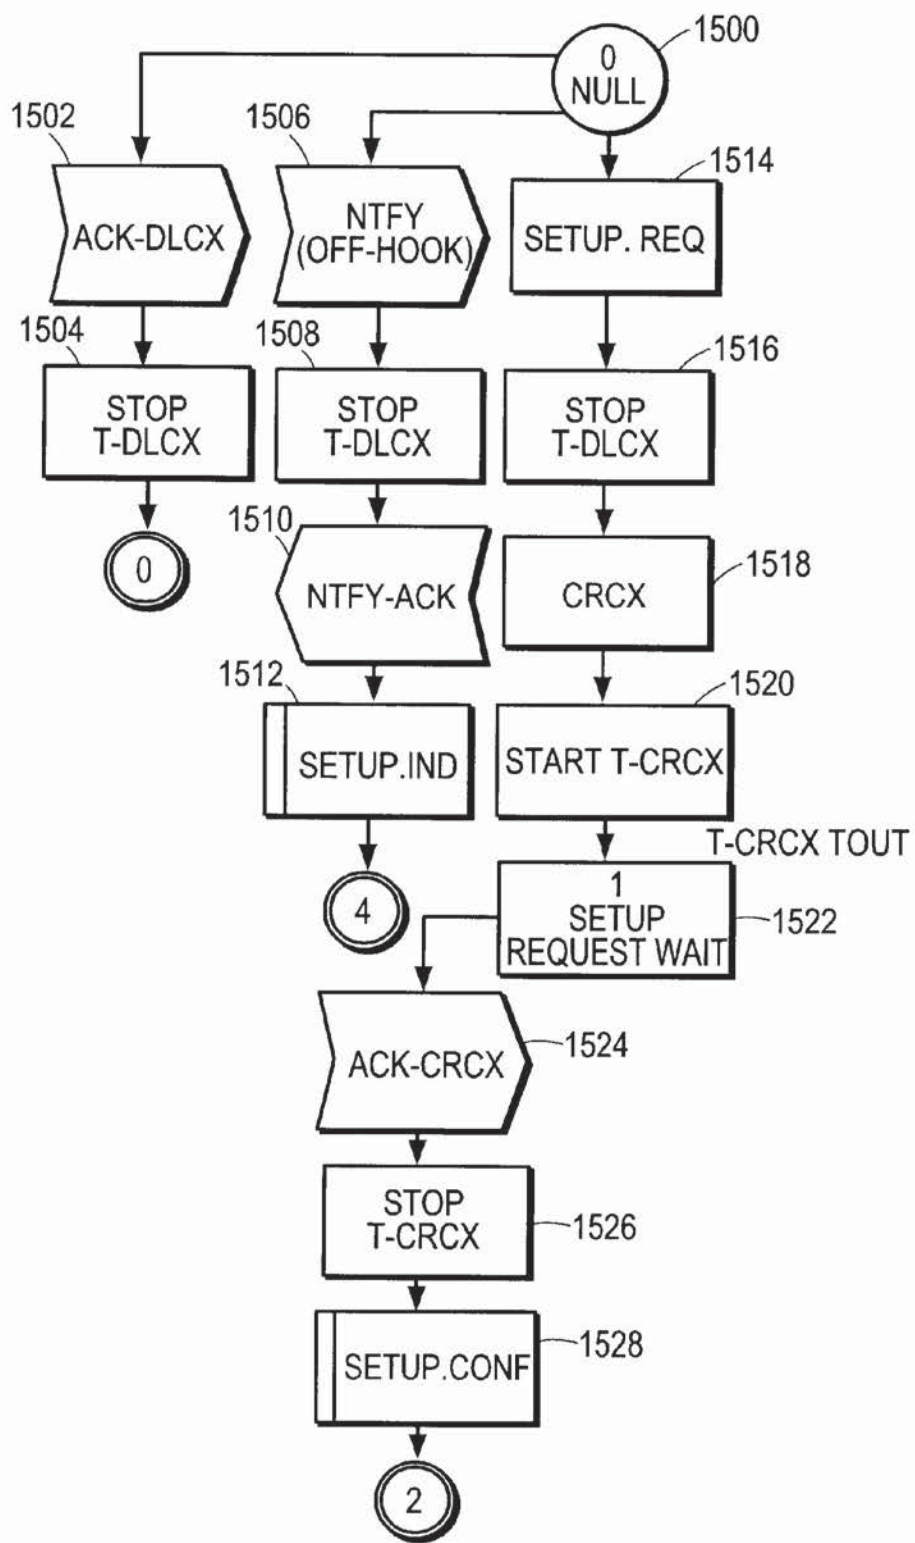 1500
0
NULL
1502
ACK-DLCX
1506
NTFY
(OFF-HOOK)
1514
SETUP. REQ
1504
STOP
T-DLCX
1508
STOP
T-DLCX
1516
STOP
T-DLCX
0
1510
NTFY-ACK
CRCX
1518
1512
SETUP.IND
1520
START T-CRCX
T-CRCX TOUT
4
1
SETUP
REQUEST WAIT
1522
ACK-CRCX
1524
STOP
T-CRCX
1526
SETUP.CONF
1528
2